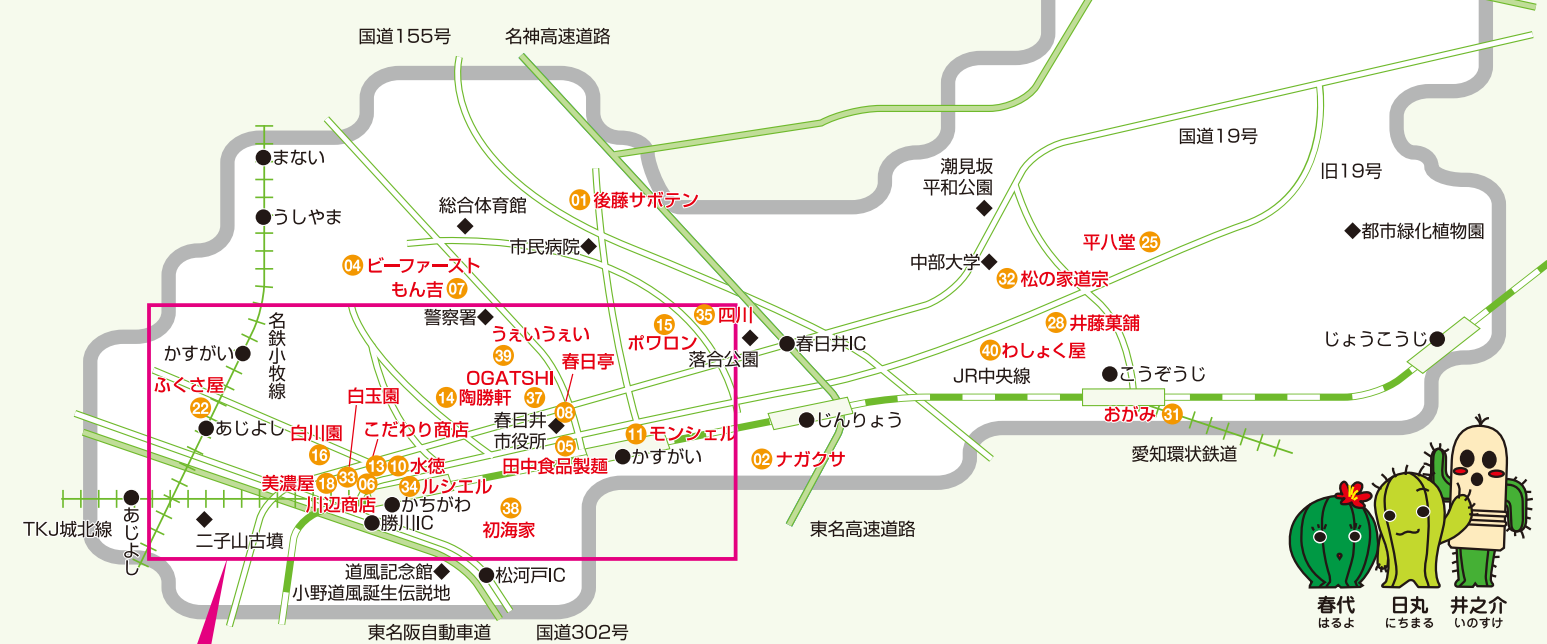 国道155号
名神高速道路
まない
うしやま
総合体育館
01 後藤サボテン
市民病院
04 ビーファースト
もん吉 07
警察署
潮見坂
平和公園
中部大学
国道19号
旧19号
都市緑化植物園
平八堂 25
32 松の家道宗
28 井藤菓舗
40 わしょく屋
JR中央線
こうぞうじ
じょうこうじ
おがみ 31
愛知環状鉄道
名鉄小牧線
かすがい
ふくさ屋
22
あじよし
うぇいうぇい
39
15
ポワロン
35 四川
落合公園
春日井IC
春日亭
08
OGATSHI
37
14 陶勝軒
春日井
市役所
05
田中食品製麺
11 モンシェル
かすがい
02 ナガクサ
じんりょう
白玉園
33
こだわり商店
13
白川園
16
10 水徳
美濃屋 18
06
川辺商店
34 ルシエル
かちがわ
勝川IC
38
初海家
TKJ城北線
あじよし
二子山古墳
道風記念館
小野道風誕生伝説地
松河戸IC
東名阪自動車道
国道302号
東名高速道路
春代
はるよ
日丸
にちまる
井之介
いのすけ